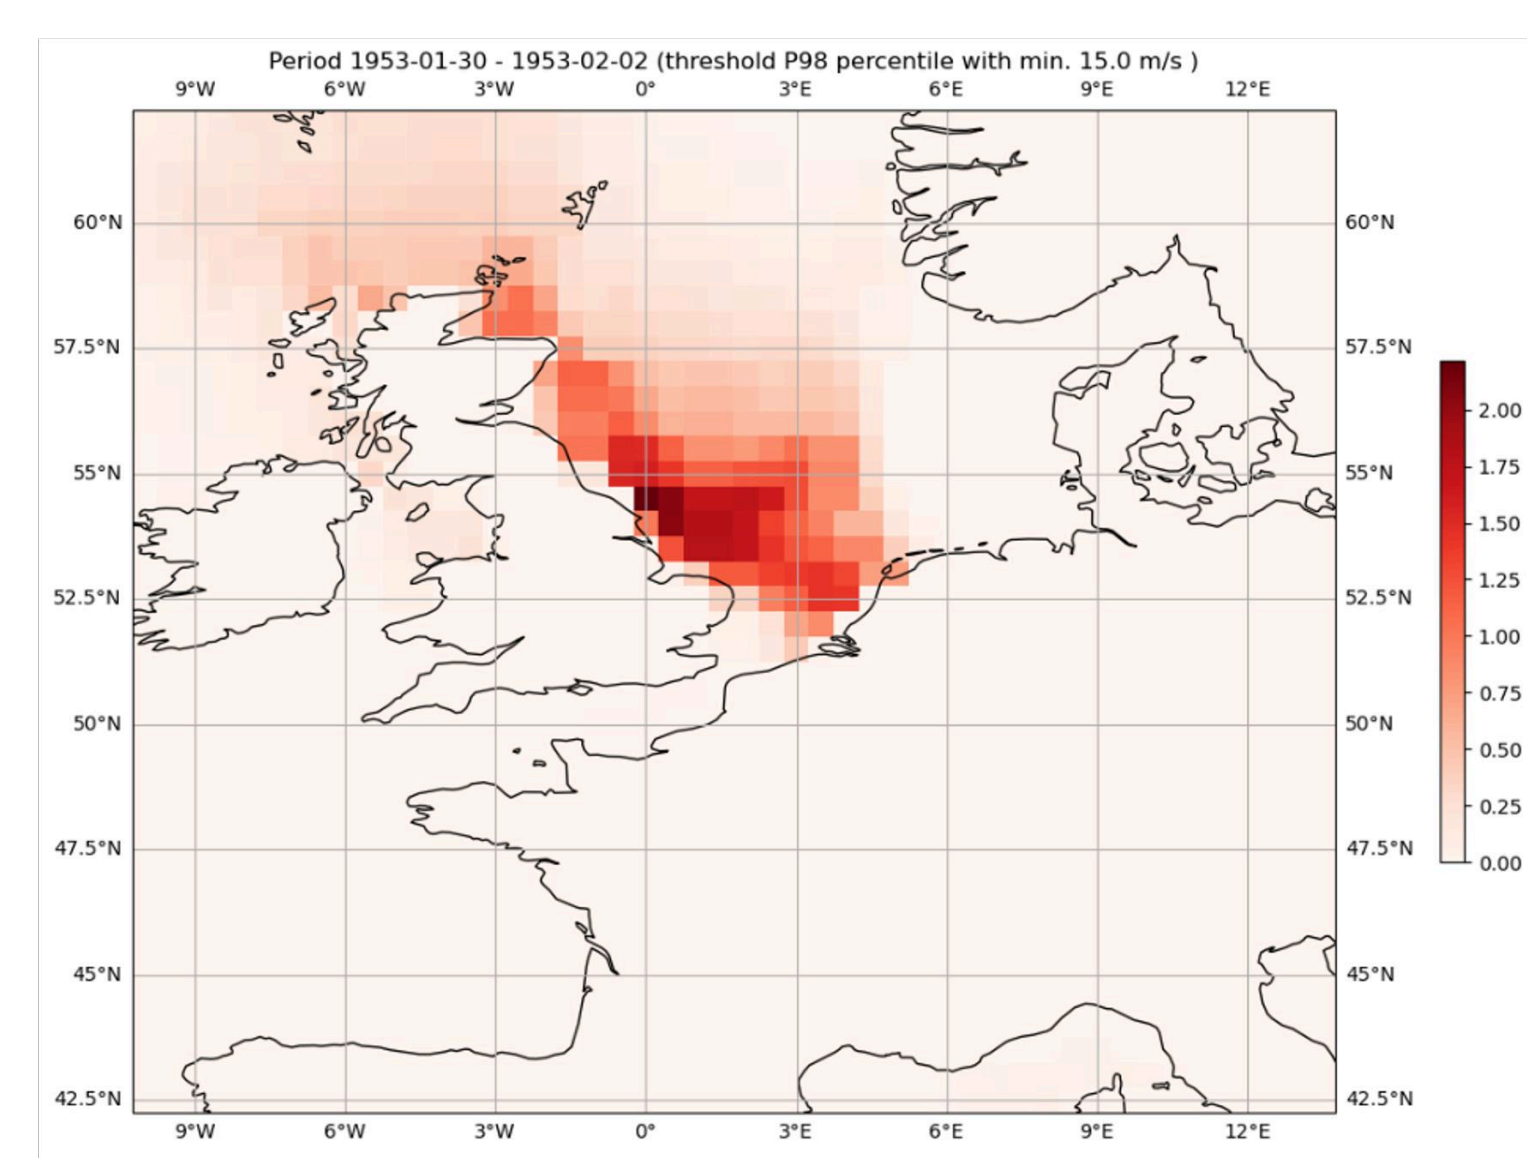 Period 1953-01-30 - 1953-02-02 (threshold P98 percentile with min. 15.0 m/s )
9°W 6°W 3°W 0° 3°E 6°E 9°E 12°E
60°N 60°N
57.5°N 57.5°N
2.00
55°N 55°N
1.75
1.50
1.25
52.5°N 52.5°N
1.00
0.75
50°N 50°N
0.50
0.25
47.5°N 47.5°N
0.00
45°N 45°N
42.5°N 42.5°N
9°W 6°W 3°W 0° 3°E 6°E 9°E 12°E